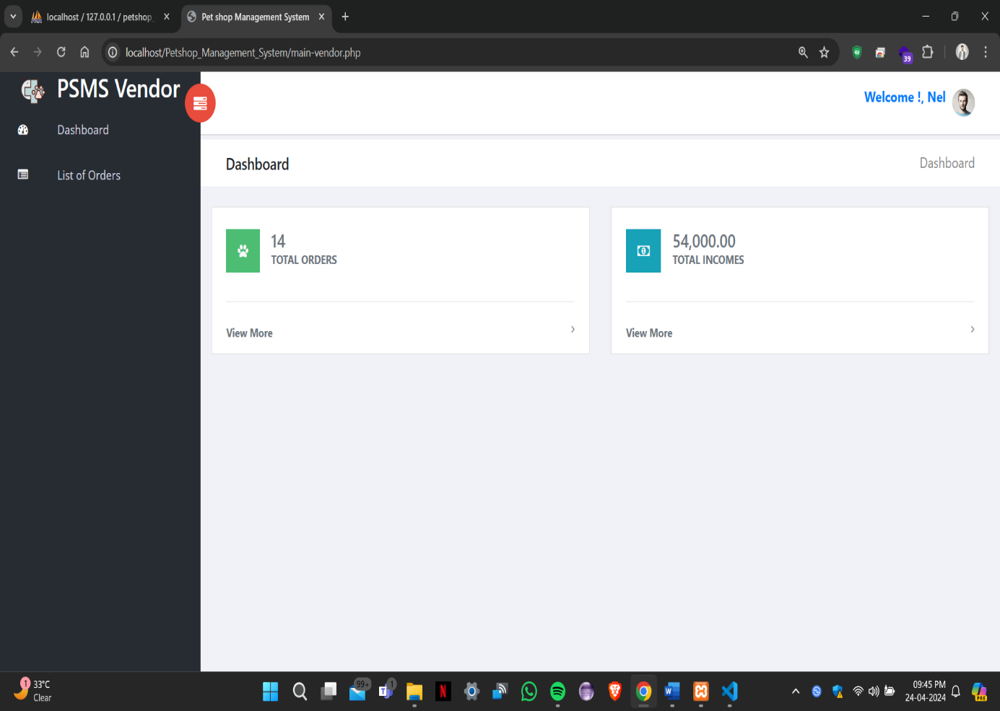 localhost / 127.0.0.1 / petshop_
Pet shop Management System
localhost/Petshop_Management_System/main-vendor.php
39
PSMS Vendor
Welcome !, Nel
Dashboard
List of Orders
Dashboard
Dashboard
14
TOTAL ORDERS
View More
54,000.00
TOTAL INCOMES
View More
1
33°C
Clear
99+
1
09:45 PM
24-04-2024
PRE